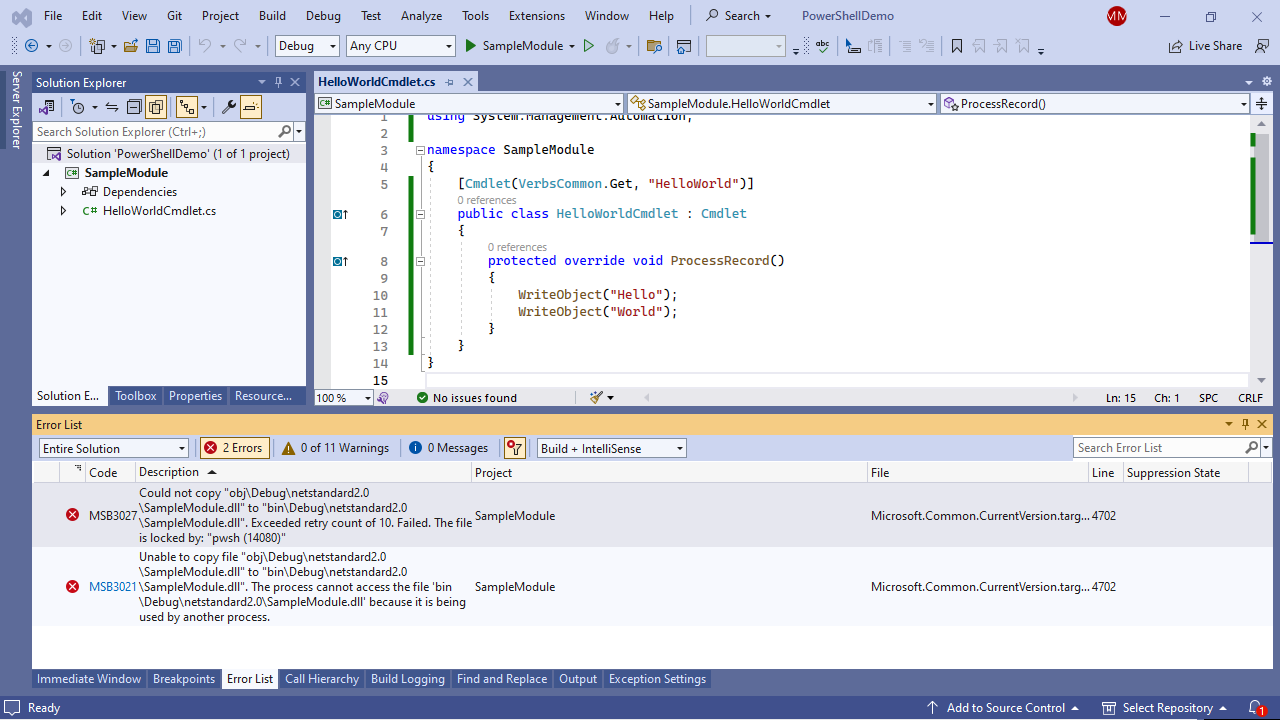 File Edit View Git Project Build Debug Test Analyze Tools Extensions Window Help Search PowerShellDemo MM
Debug Any CPU SampleModule Live Share
Server Explorer
Solution Explorer
Search Solution Explorer (Ctrl+;)
Solution 'PowerShellDemo' (1 of 1 project)
SampleModule
Dependencies
C# HelloWorldCmdlet.cs
Solution E... Toolbox Properties Resource...
HelloWorldCmdlet.cs
SampleModule SampleModule.HelloWorldCmdlet ProcessRecord()
1 using System.Management.Automation;
2
3 namespace SampleModule
4 {
5 [Cmdlet(VerbsCommon.Get, "HelloWorld")]
0 references
6 public class HelloWorldCmdlet : Cmdlet
7 {
0 references
8 protected override void ProcessRecord()
9 {
10 WriteObject("Hello");
11 WriteObject("World");
12 }
13 }
14 }
15
100 % No issues found Ln: 15 Ch: 1 SPC CRLF
Error List
Entire Solution 2 Errors 0 of 11 Warnings 0 Messages Build + IntelliSense Search Error List
Code Description Project File Line Suppression State
MSB3027 Could not copy "obj\Debug\netstandard2.0
\SampleModule.dll" to "bin\Debug\netstandard2.0
\SampleModule.dll". Exceeded retry count of 10. Failed. The file
is locked by: "pwsh (14080)"
SampleModule Microsoft.Common.CurrentVersion.targ... 4702
MSB3021 Unable to copy file "obj\Debug\netstandard2.0
\SampleModule.dll" to "bin\Debug\netstandard2.0
\SampleModule.dll". The process cannot access the file 'bin
\Debug\netstandard2.0\SampleModule.dll' because it is being
used by another process.
SampleModule Microsoft.Common.CurrentVersion.targ... 4702
Immediate Window Breakpoints Error List Call Hierarchy Build Logging Find and Replace Output Exception Settings
Ready Add to Source Control Select Repository 1